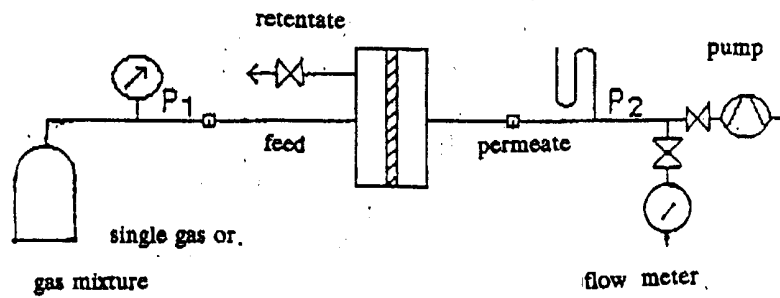 retentate
pump
P1
P2
feed
permeate
single gas or.
gas mixture
flow meter